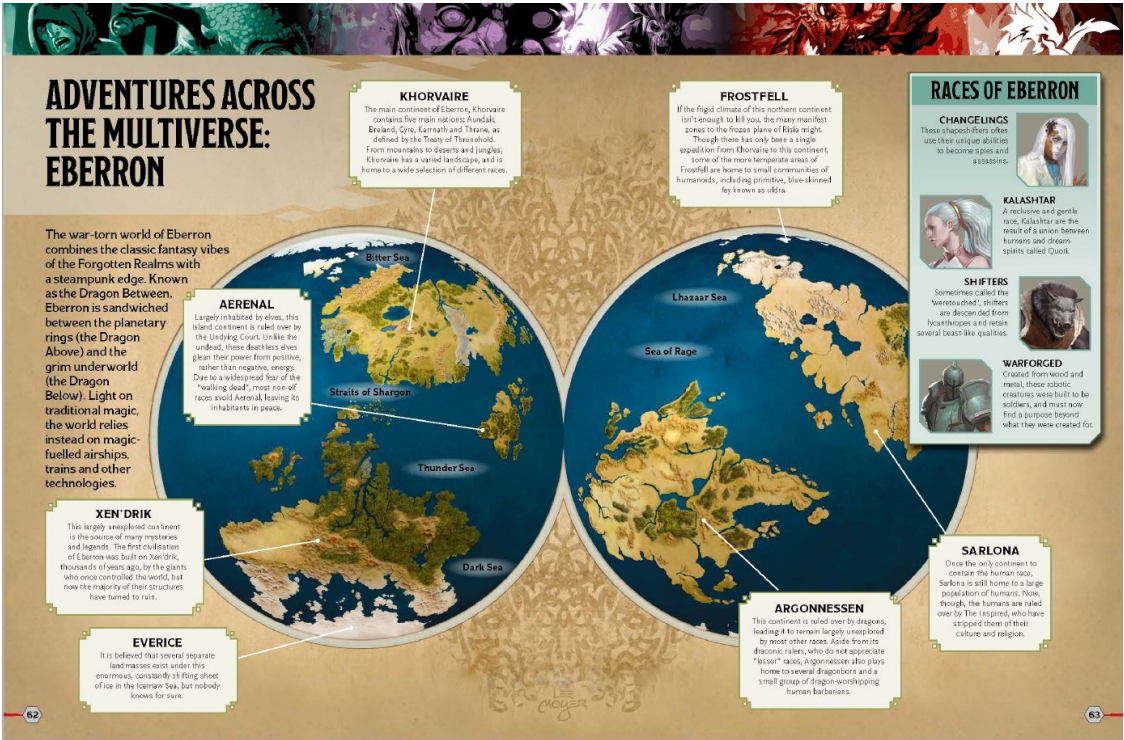 ADVENTURES ACROSS
THE MULTIVERSE:
EBERRON
The war-torn world of Eberron
combines the classic fantasy vibes
of the Forgotten Realms with
a steampunk edge. Known
as the Dragon Between,
Eberron is sandwiched
between the planetary
rings (the Dragon
Above) and the
grim underworld
(the Dragon
Below). Light on
traditional magic,
the world relies
instead on magic-
fuelled airships,
trains and other
technologies.
KHORVAIRE
The main continent of Eberron, Khorvaire
contains five main nations: Aundair,
Breland, Cyre, Karrnath and Thrane, as
defined by the Treaty of Thronehold.
From mountains to deserts and jungles,
Khorvaire has a varied landscape, and is
home to a wide selection of different races.
AERENAL
Largely inhabited by elves, this
island continent is ruled over by
the Undying Court. Unlike the
undead, these deathless elves
glean their power from positive,
rather than negative, energy.
Due to a widespread fear of the
"walking dead", most non-elf
races avoid Aerenal, leaving its
inhabitants in peace.
Bitter Sea
Straits of Shargon
Thunder Sea
Dark Sea
XEN'DRIK
This largely unexplored continent
is the source of many mysteries
and legends. The first civilisation
of Eberron was built on Xen'drik,
thousands of years ago, by the giants
who once controlled the world, but
now the majority of their structures
have turned to ruin.
EVERICE
It is believed that several separate
landmasses exist under this
enormous, constantly shifting sheet
of ice in the Icemaw Sea, but nobody
knows for sure.
62
FROSTFELL
If the frigid climate of this northern continent
isn't enough to kill you, the many manifest
zones to the frozen plane of Risia might.
Though there has only been a single
expedition from Khorvaire to this continent,
some of the more temperate areas of
Frostfell are home to small communities of
humanoids, including primitive, blue-skinned
fey known as uldra.
Lhazaar Sea
Sea of Rage
ARGONNESSEN
This continent is ruled over by dragons,
leading it to remain largely unexplored
by most other races. Aside from its
draconic rulers, who do not appreciate
"lesser" races, Argonnessen also plays
home to several dragonborn and a
small group of dragon-worshipping
human barbarians.
SARLONA
Once the only continent to
contain the human race,
Sarlona is still home to a large
population of humans. Now,
though, the humans are ruled
over by The Inspired, who have
stripped them of their
culture and religion.
RACES OF EBERRON
CHANGELINGS
These shapeshifters often
use their unique abilities
to become spies and
assassins.
KALASHTAR
A reclusive and gentle
race, Kalashtar are the
result of a union between
humans and dream
spirits called Quori.
SHIFTERS
Sometimes called the
'weretouched', shifters
are descended from
lycanthropes and retain
several beast-like qualities.
WARFORGED
Created from wood and
metal, these robotic
creatures were built to be
soldiers, and must now
find a purpose beyond
what they were created for.
LEE
MOYER
63